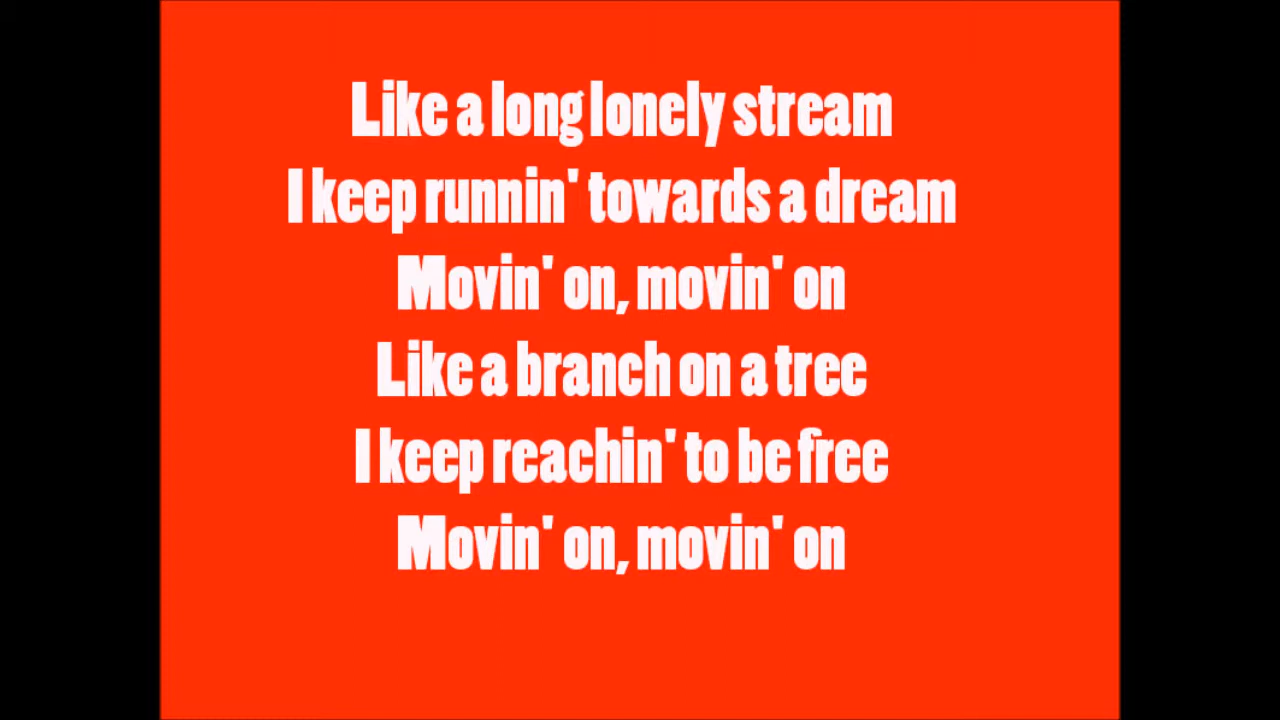 Like a long lonely stream
I keep runnin' towards a dream
Movin' on, movin' on
Like a branch on a tree
I keep reachin' to be free
Movin' on, movin' on